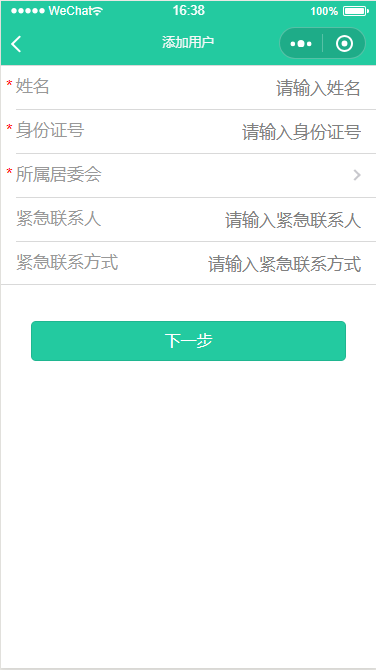 WeChat 16:38 100%
添加用户
* 姓名 请输入姓名
* 身份证号 请输入身份证号
* 所属居委会
紧急联系人 请输入紧急联系人
紧急联系方式 请输入紧急联系方式
下一步